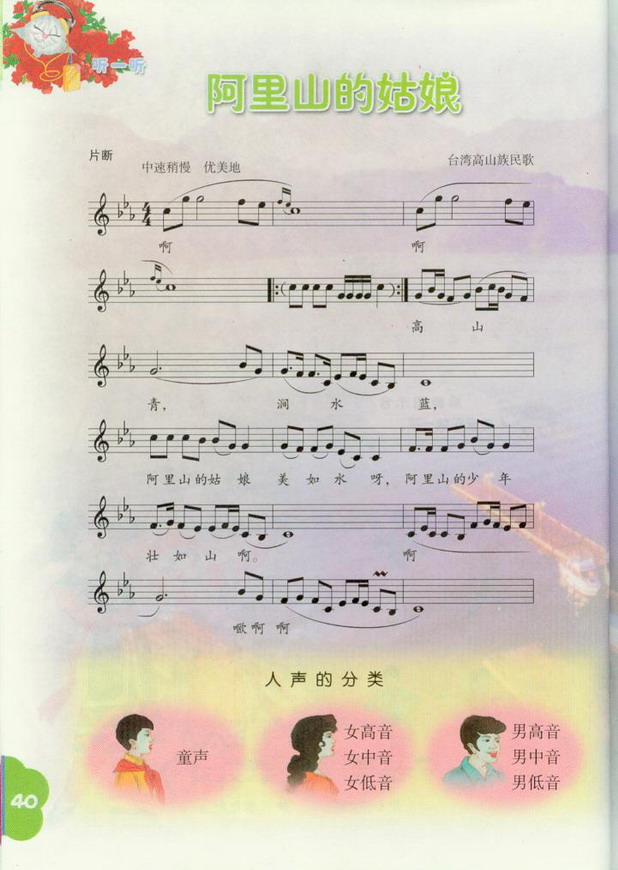 听一听
阿里山的姑娘
片断
中速稍慢 优美地
台湾高山族民歌
4
4
啊 啊
高 山
青， 涧 水 蓝，
阿里山的姑 娘 美 如 水 呀， 阿里山的少 年
壮 如 山 啊。 啊
噷啊啊
人声的分类
童声
女高音
女中音
女低音
男高音
男中音
男低音
40